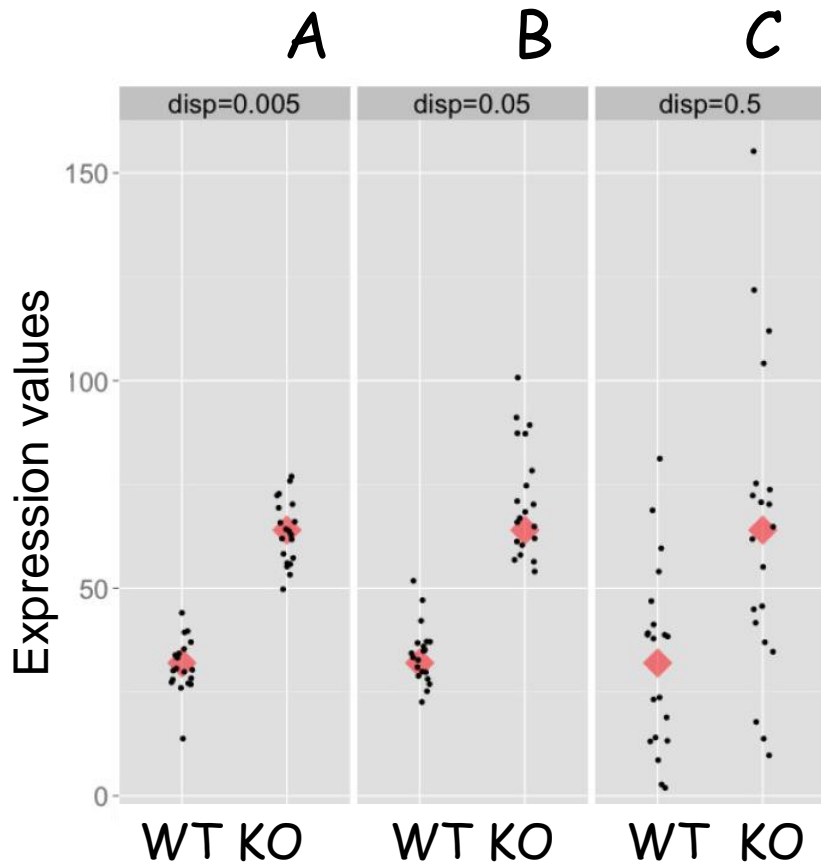 A B C
disp=0.005 disp=0.05 disp=0.5
Expression values
150
100
50
0
WT KO WT KO WT KO